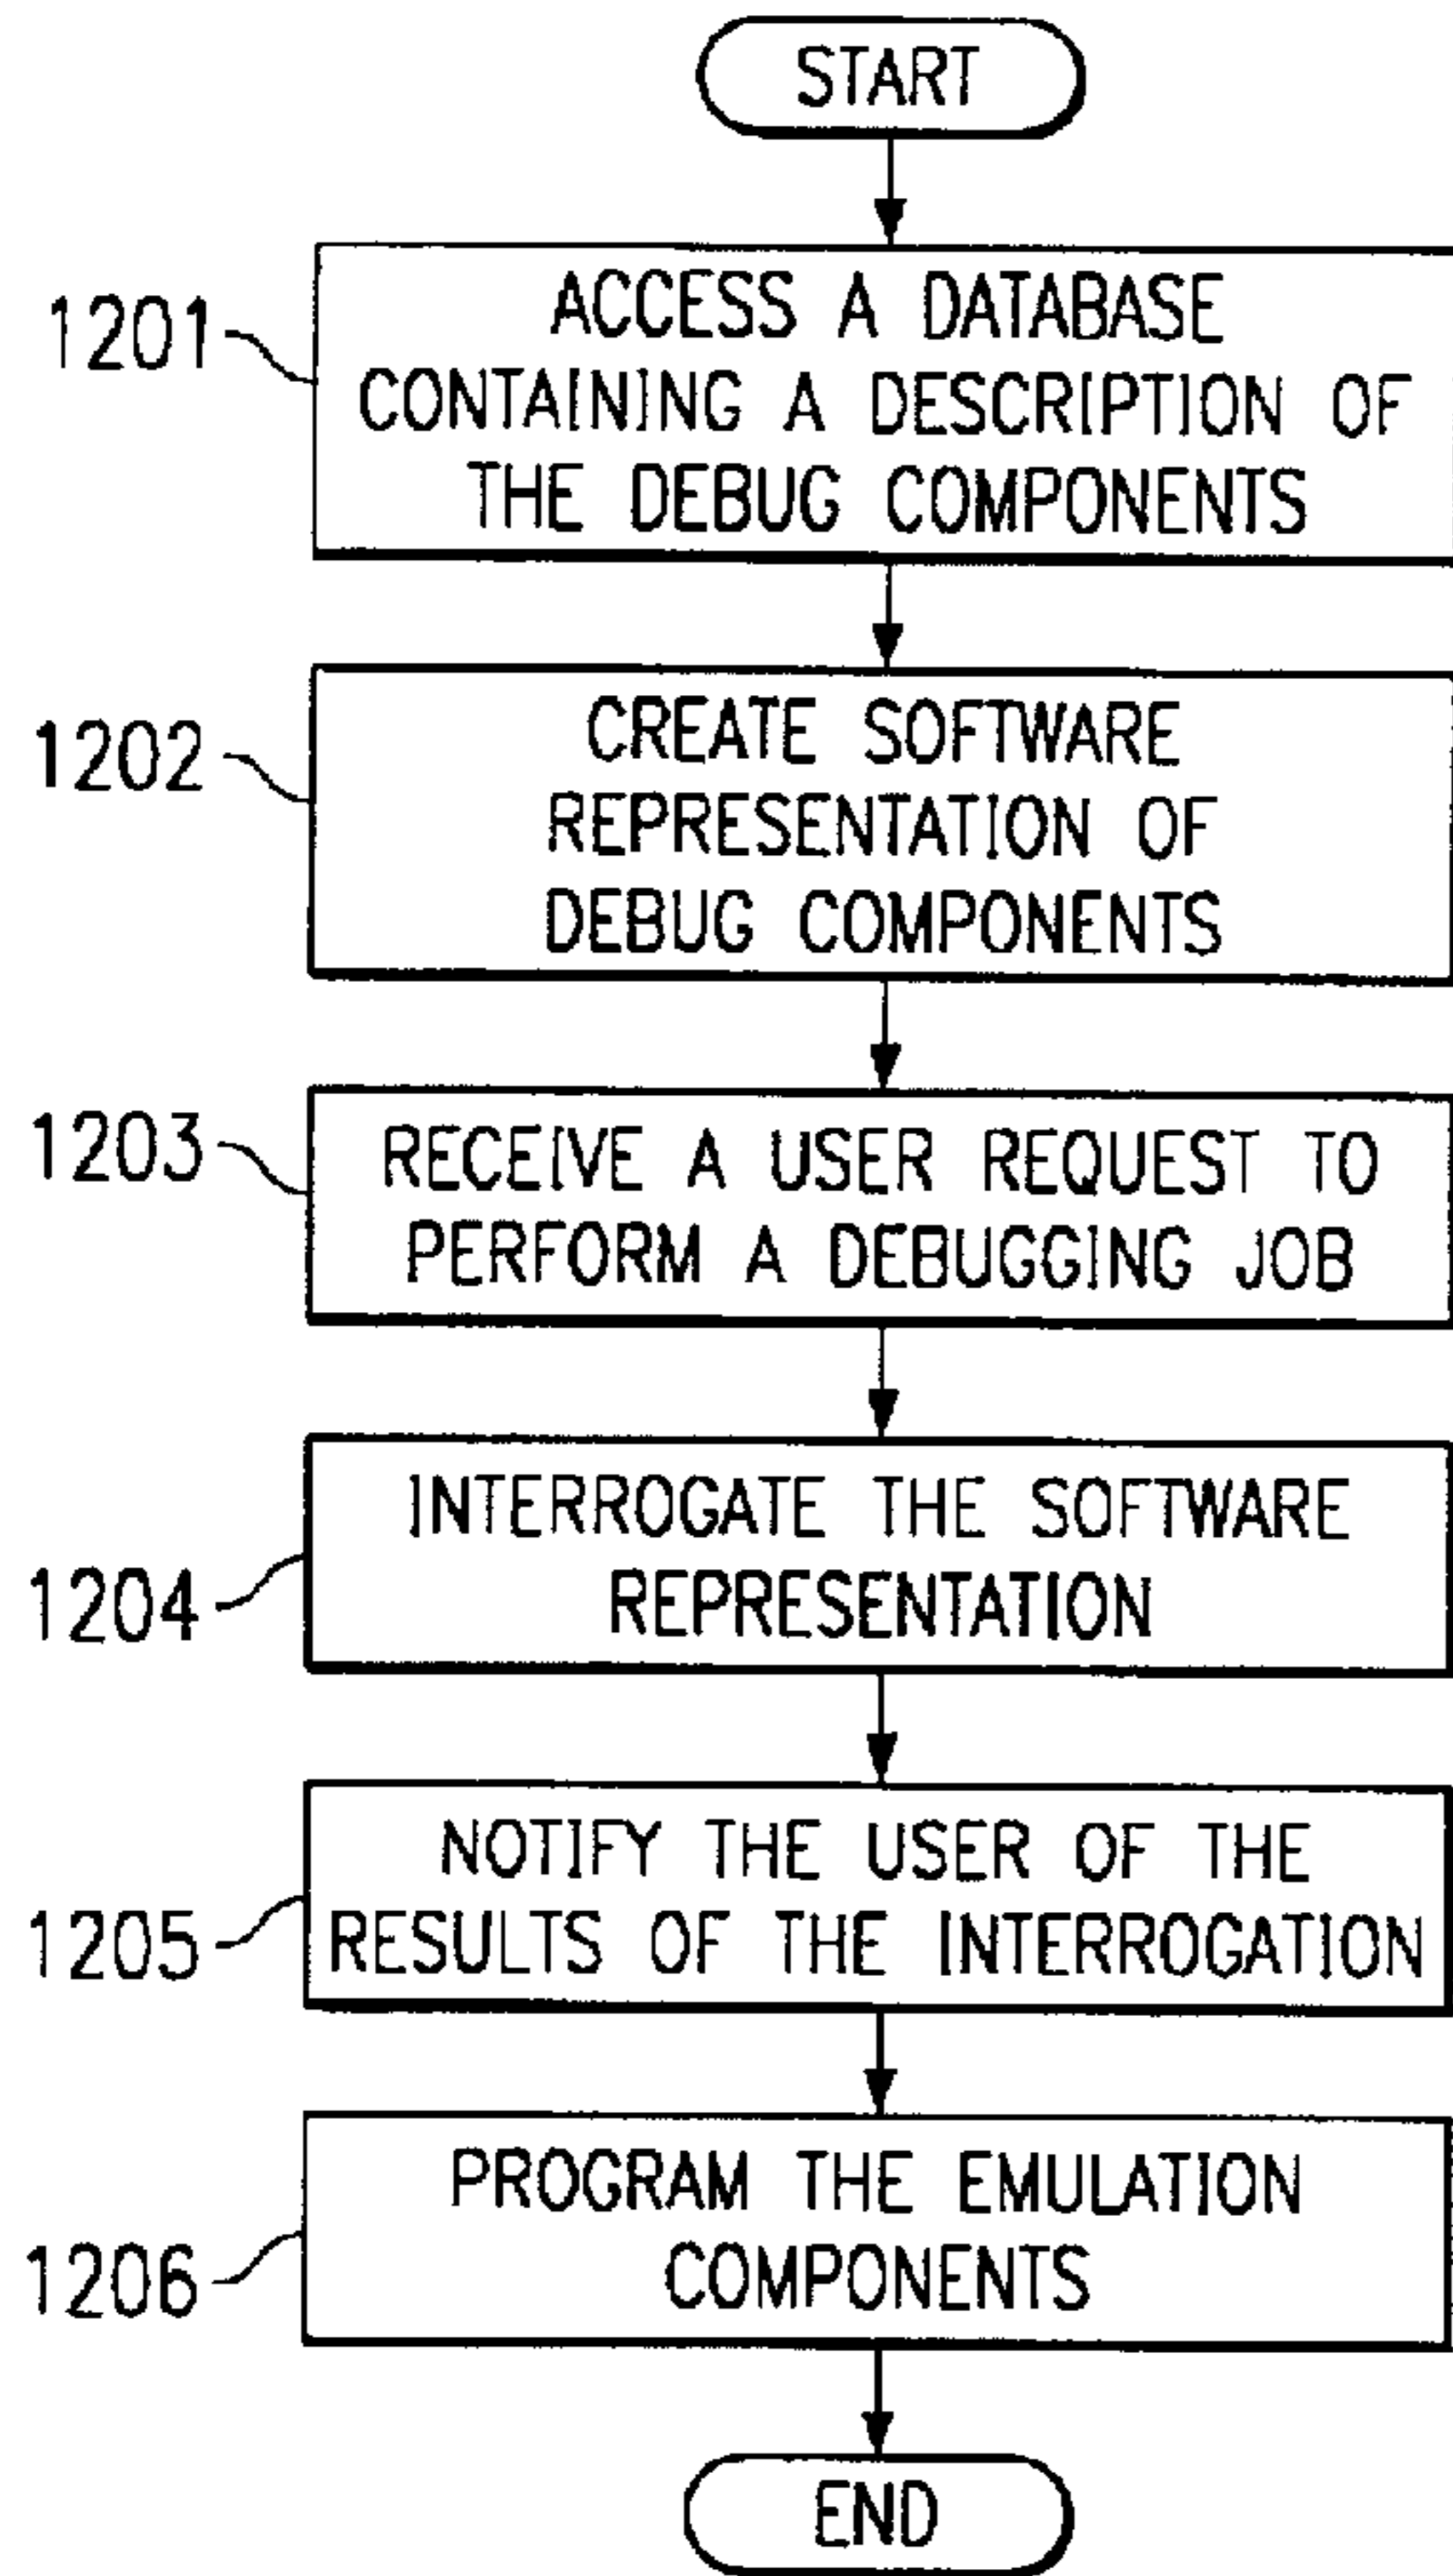 START
1201
ACCESS A DATABASE
CONTAINING A DESCRIPTION OF
THE DEBUG COMPONENTS
1202
CREATE SOFTWARE
REPRESENTATION OF
DEBUG COMPONENTS
1203
RECEIVE A USER REQUEST TO
PERFORM A DEBUGGING JOB
1204
INTERROGATE THE SOFTWARE
REPRESENTATION
1205
NOTIFY THE USER OF THE
RESULTS OF THE INTERROGATION
1206
PROGRAM THE EMULATION
COMPONENTS
END